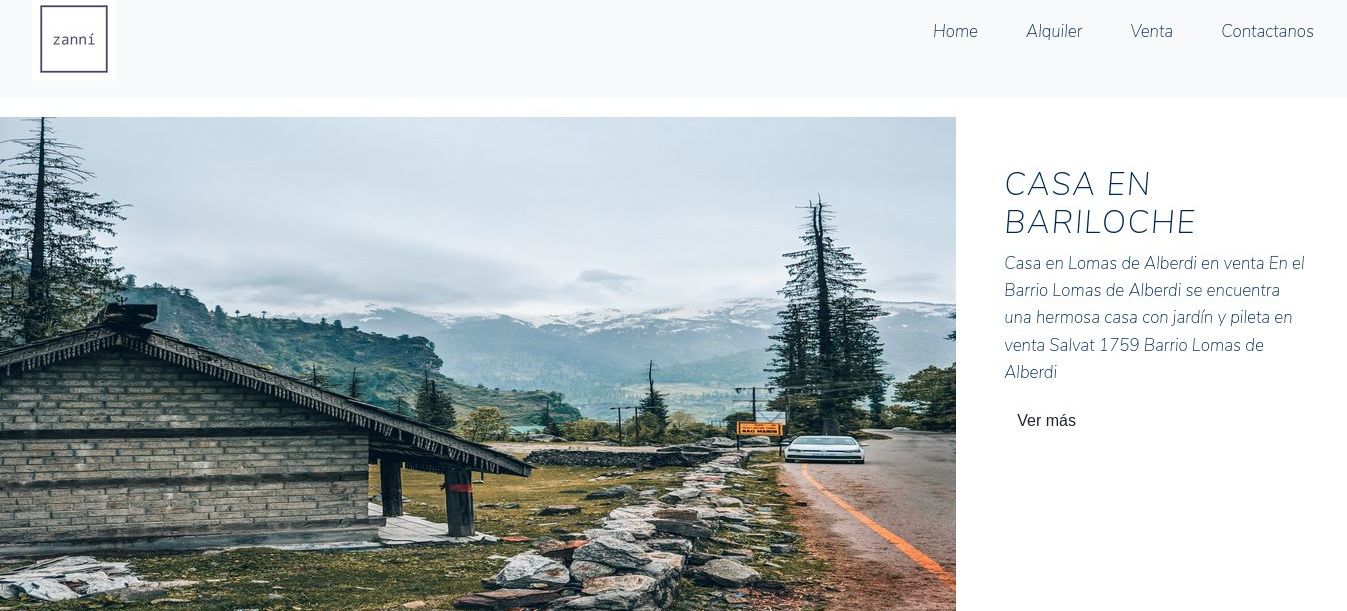 zanní
Home Alquiler Venta Contactanos
CASA EN
BARILOCHE
Casa en Lomas de Alberdi en venta En el
Barrio Lomas de Alberdi se encuentra
una hermosa casa con jardín y pileta en
venta Salvat 1759 Barrio Lomas de
Alberdi
Ver más